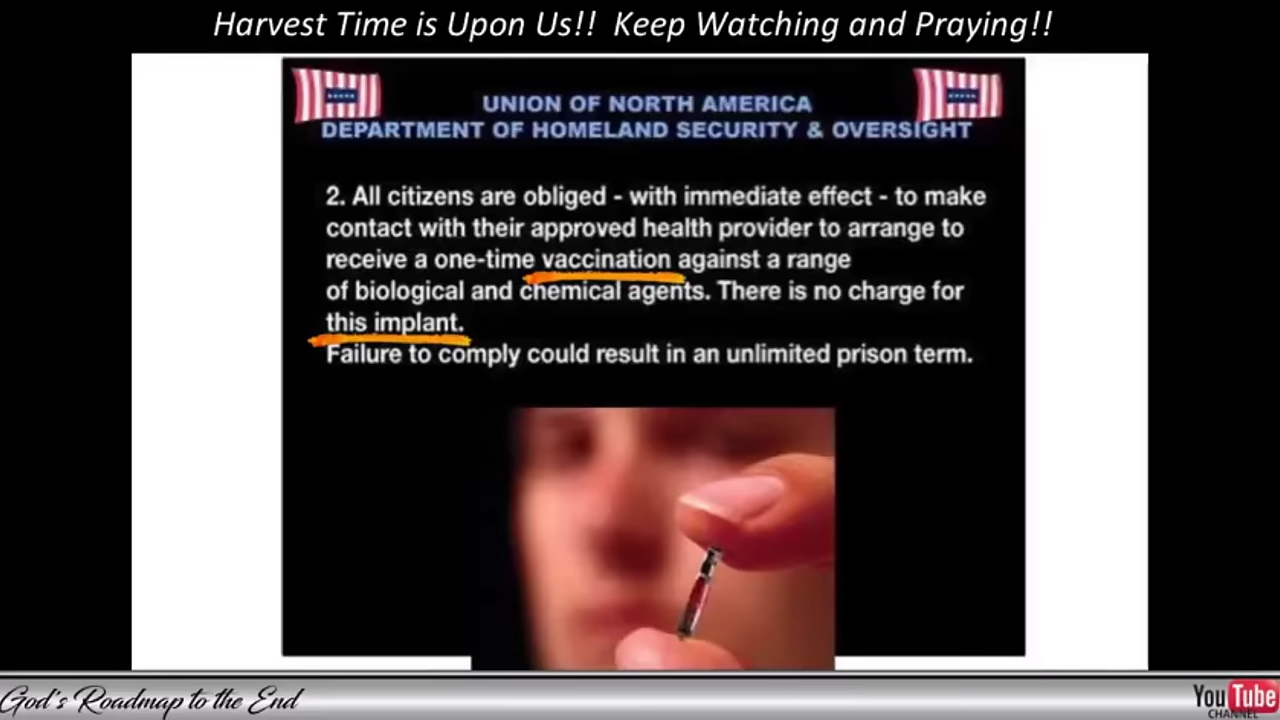 Harvest Time is Upon Us!! Keep Watching and Praying!!
UNION OF NORTH AMERICA
DEPARTMENT OF HOMELAND SECURITY & OVERSIGHT
2. All citizens are obliged - with immediate effect - to make
contact with their approved health provider to arrange to
receive a one-time vaccination against a range
of biological and chemical agents. There is no charge for
this implant.
Failure to comply could result in an unlimited prison term.
God's Roadmap to the End
YouTube
CHANNEL